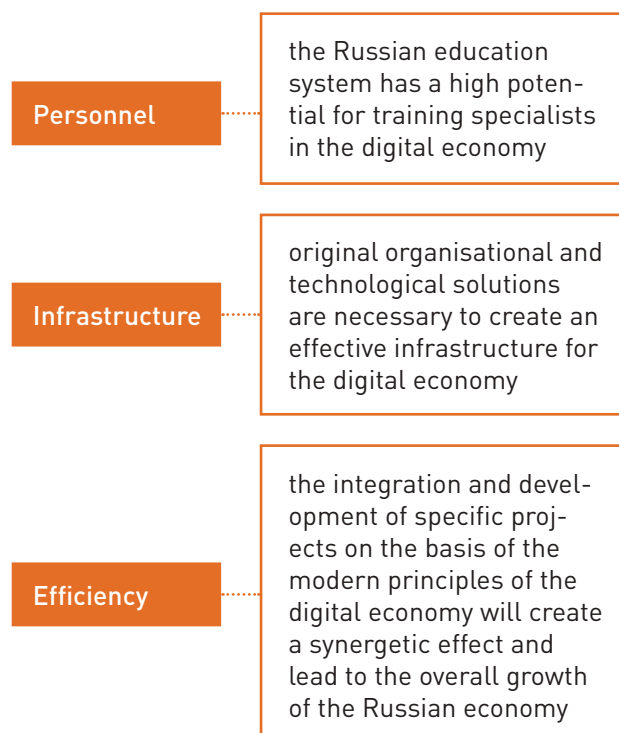 Personnel
the Russian education
system has a high poten-
tial for training specialists
in the digital economy
Infrastructure
original organisational and
technological solutions
are necessary to create an
effective infrastructure for
the digital economy
Efficiency
the integration and devel-
opment of specific proj-
ects on the basis of the
modern principles of the
digital economy will create
a synergetic effect and
lead to the overall growth
of the Russian economy